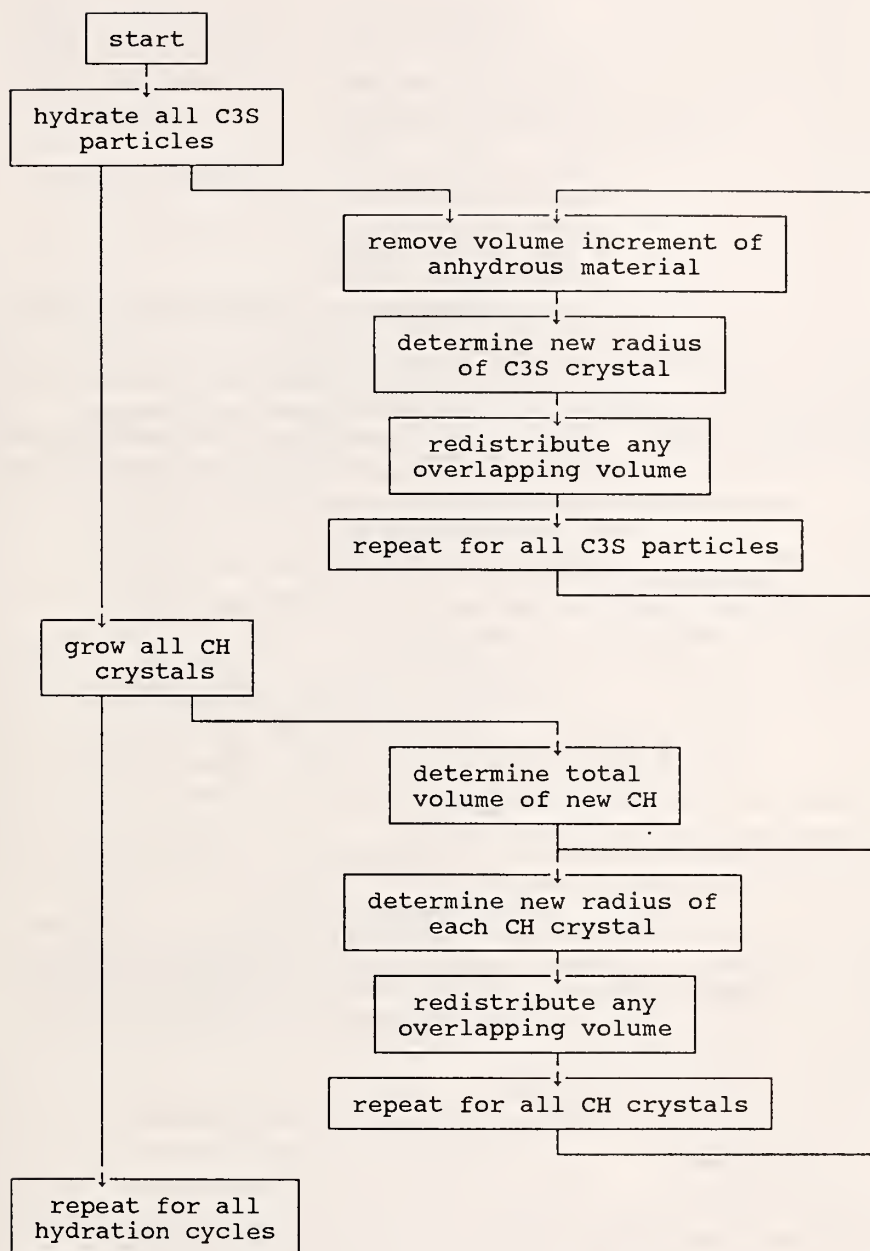 start
hydrate all C3S
particles
remove volume increment of
anhydrous material
determine new radius
of C3S crystal
redistribute any
overlapping volume
repeat for all C3S particles
grow all CH
crystals
determine total
volume of new CH
determine new radius of
each CH crystal
redistribute any
overlapping volume
repeat for all CH crystals
repeat for all
hydration cycles